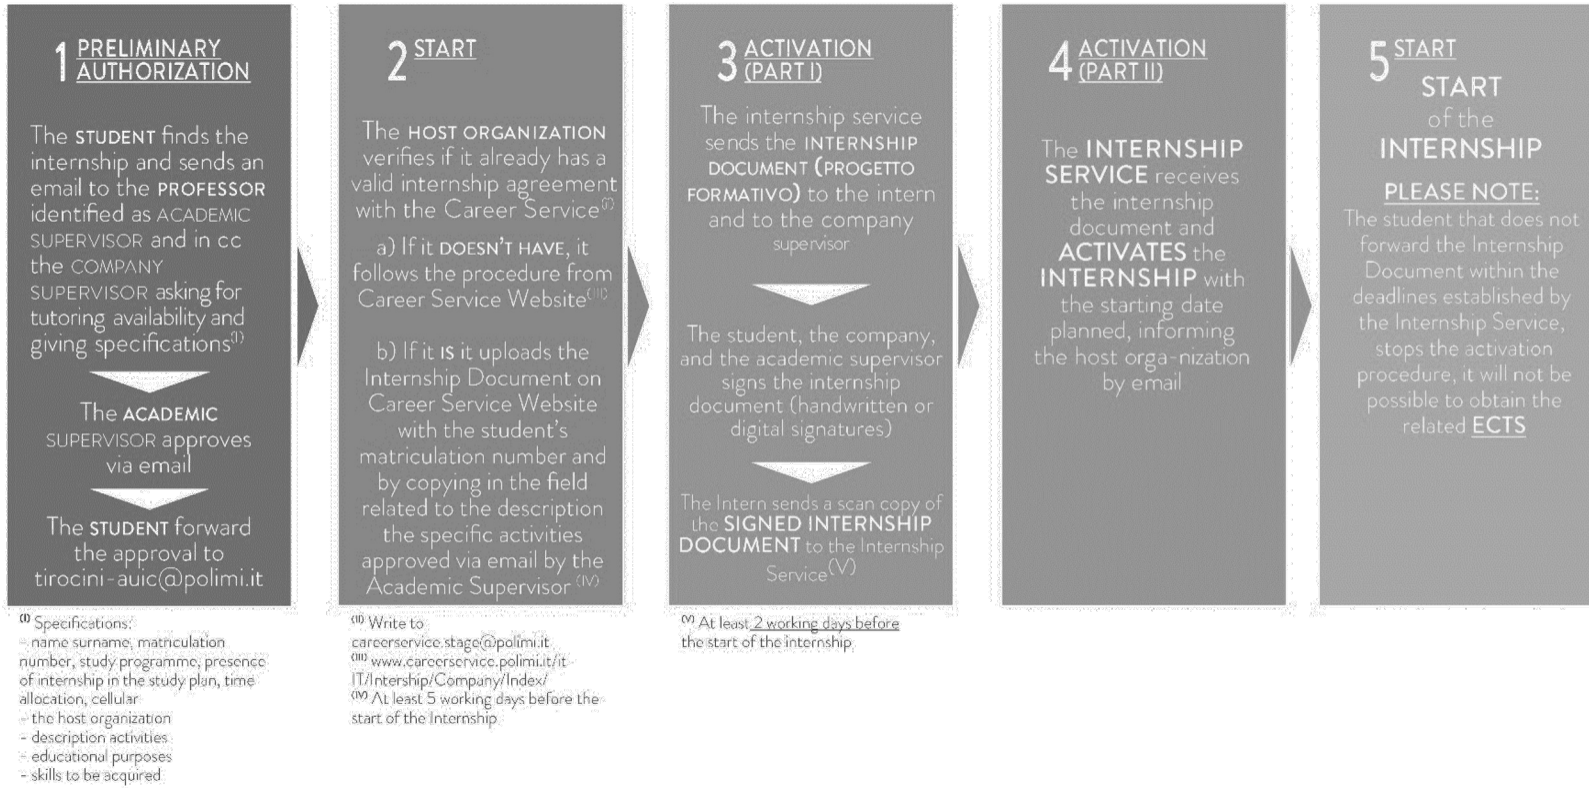 1 PRELIMINARY
AUTHORIZATION
The STUDENT finds the
internship and sends an
email to the PROFESSOR
identified as ACADEMIC
SUPERVISOR and in cc
the COMPANY
SUPERVISOR asking for
tutoring availability and
giving specifications(I)
The ACADEMIC
SUPERVISOR approves
via email
The STUDENT forward
the approval to
tirocini-auic@polimi.it
(I) Specifications:
- name surname, matriculation
number, study programme, presence
of internship in the study plan, time
allocation, cellular
- the host organization
- description activities
- educational purposes
- skills to be acquired
2 START
The HOST ORGANIZATION
verifies if it already has a
valid internship agreement
with the Career Service(II)
a) If it DOESN'T HAVE, it
follows the procedure from
Career Service Website(III)
b) If it IS it uploads the
Internship Document on
Career Service Website
with the student's
matriculation number and
by copying in the field
related to the description
the specific activities
approved via email by the
Academic Supervisor (IV)
(II) Write to
careerservice.stage@polimi.it
(III) www.careerservice.polimi.it/it
IT/Intership/Company/Index/
(IV) At least 5 working days before the
start of the Internship
3 ACTIVATION
(PART I)
The internship service
sends the INTERNSHIP
DOCUMENT (PROGETTO
FORMATIVO) to the intern
and to the company
supervisor
The student, the company,
and the academic supervisor
signs the internship
document (handwritten or
digital signatures)
The Intern sends a scan copy of
the SIGNED INTERNSHIP
DOCUMENT to the Internship
Service(V)
(V) At least 2 working days before
the start of the internship
4 ACTIVATION
(PART II)
The INTERNSHIP
SERVICE receives
the internship
document and
ACTIVATES the
INTERNSHIP with
the starting date
planned, informing
the host orga-nization
by email
5 START
START
of the
INTERNSHIP
PLEASE NOTE:
The student that does not
forward the Internship
Document within the
deadlines established by
the Internship Service,
stops the activation
procedure, it will not be
possible to obtain the
related ECTS